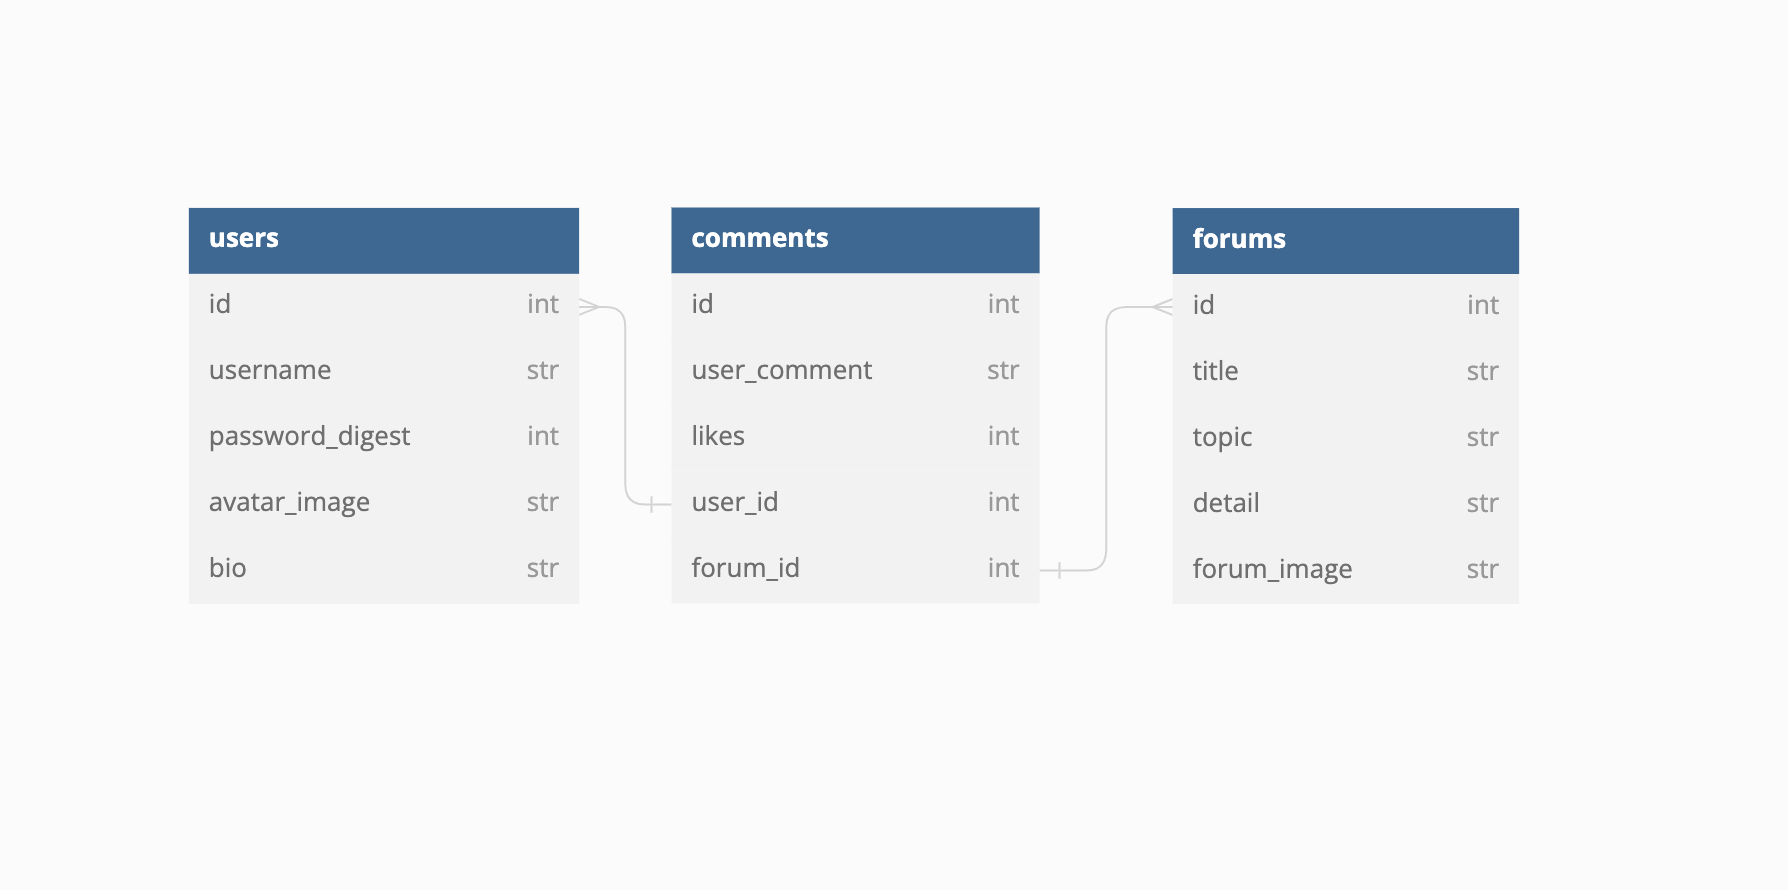 users
id int
username str
password_digest int
avatar_image str
bio str
comments
id int
user_comment str
likes int
user_id int
forum_id int
forums
id int
title str
topic str
detail str
forum_image str